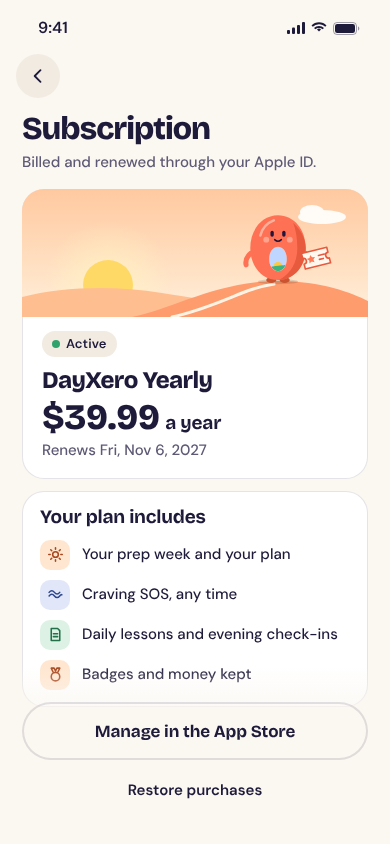 9:41
Subscription
Billed and renewed through your Apple ID.
Active
DayXero Yearly
$39.99 a year
Renews Fri, Nov 6, 2027
Your plan includes
Your prep week and your plan
Craving SOS, any time
Daily lessons and evening check-ins
Badges and money kept
Manage in the App Store
Restore purchases